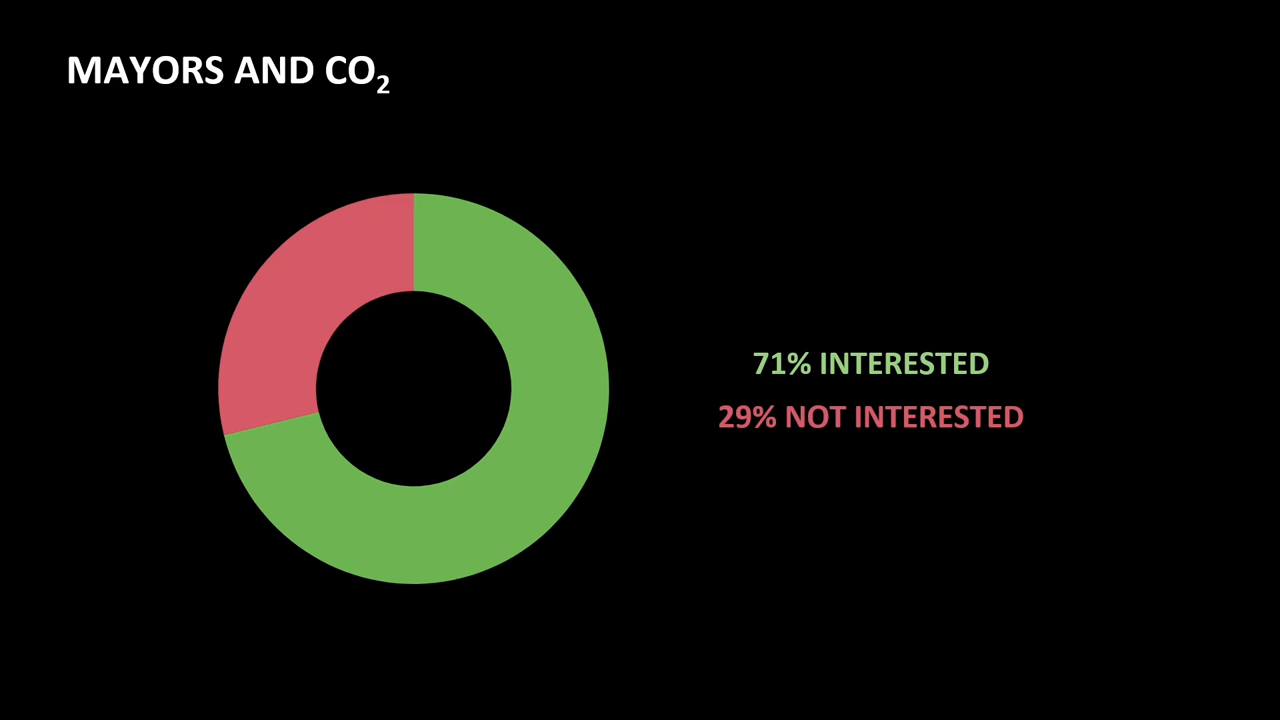 MAYORS AND CO₂
71% INTERESTED
29% NOT INTERESTED